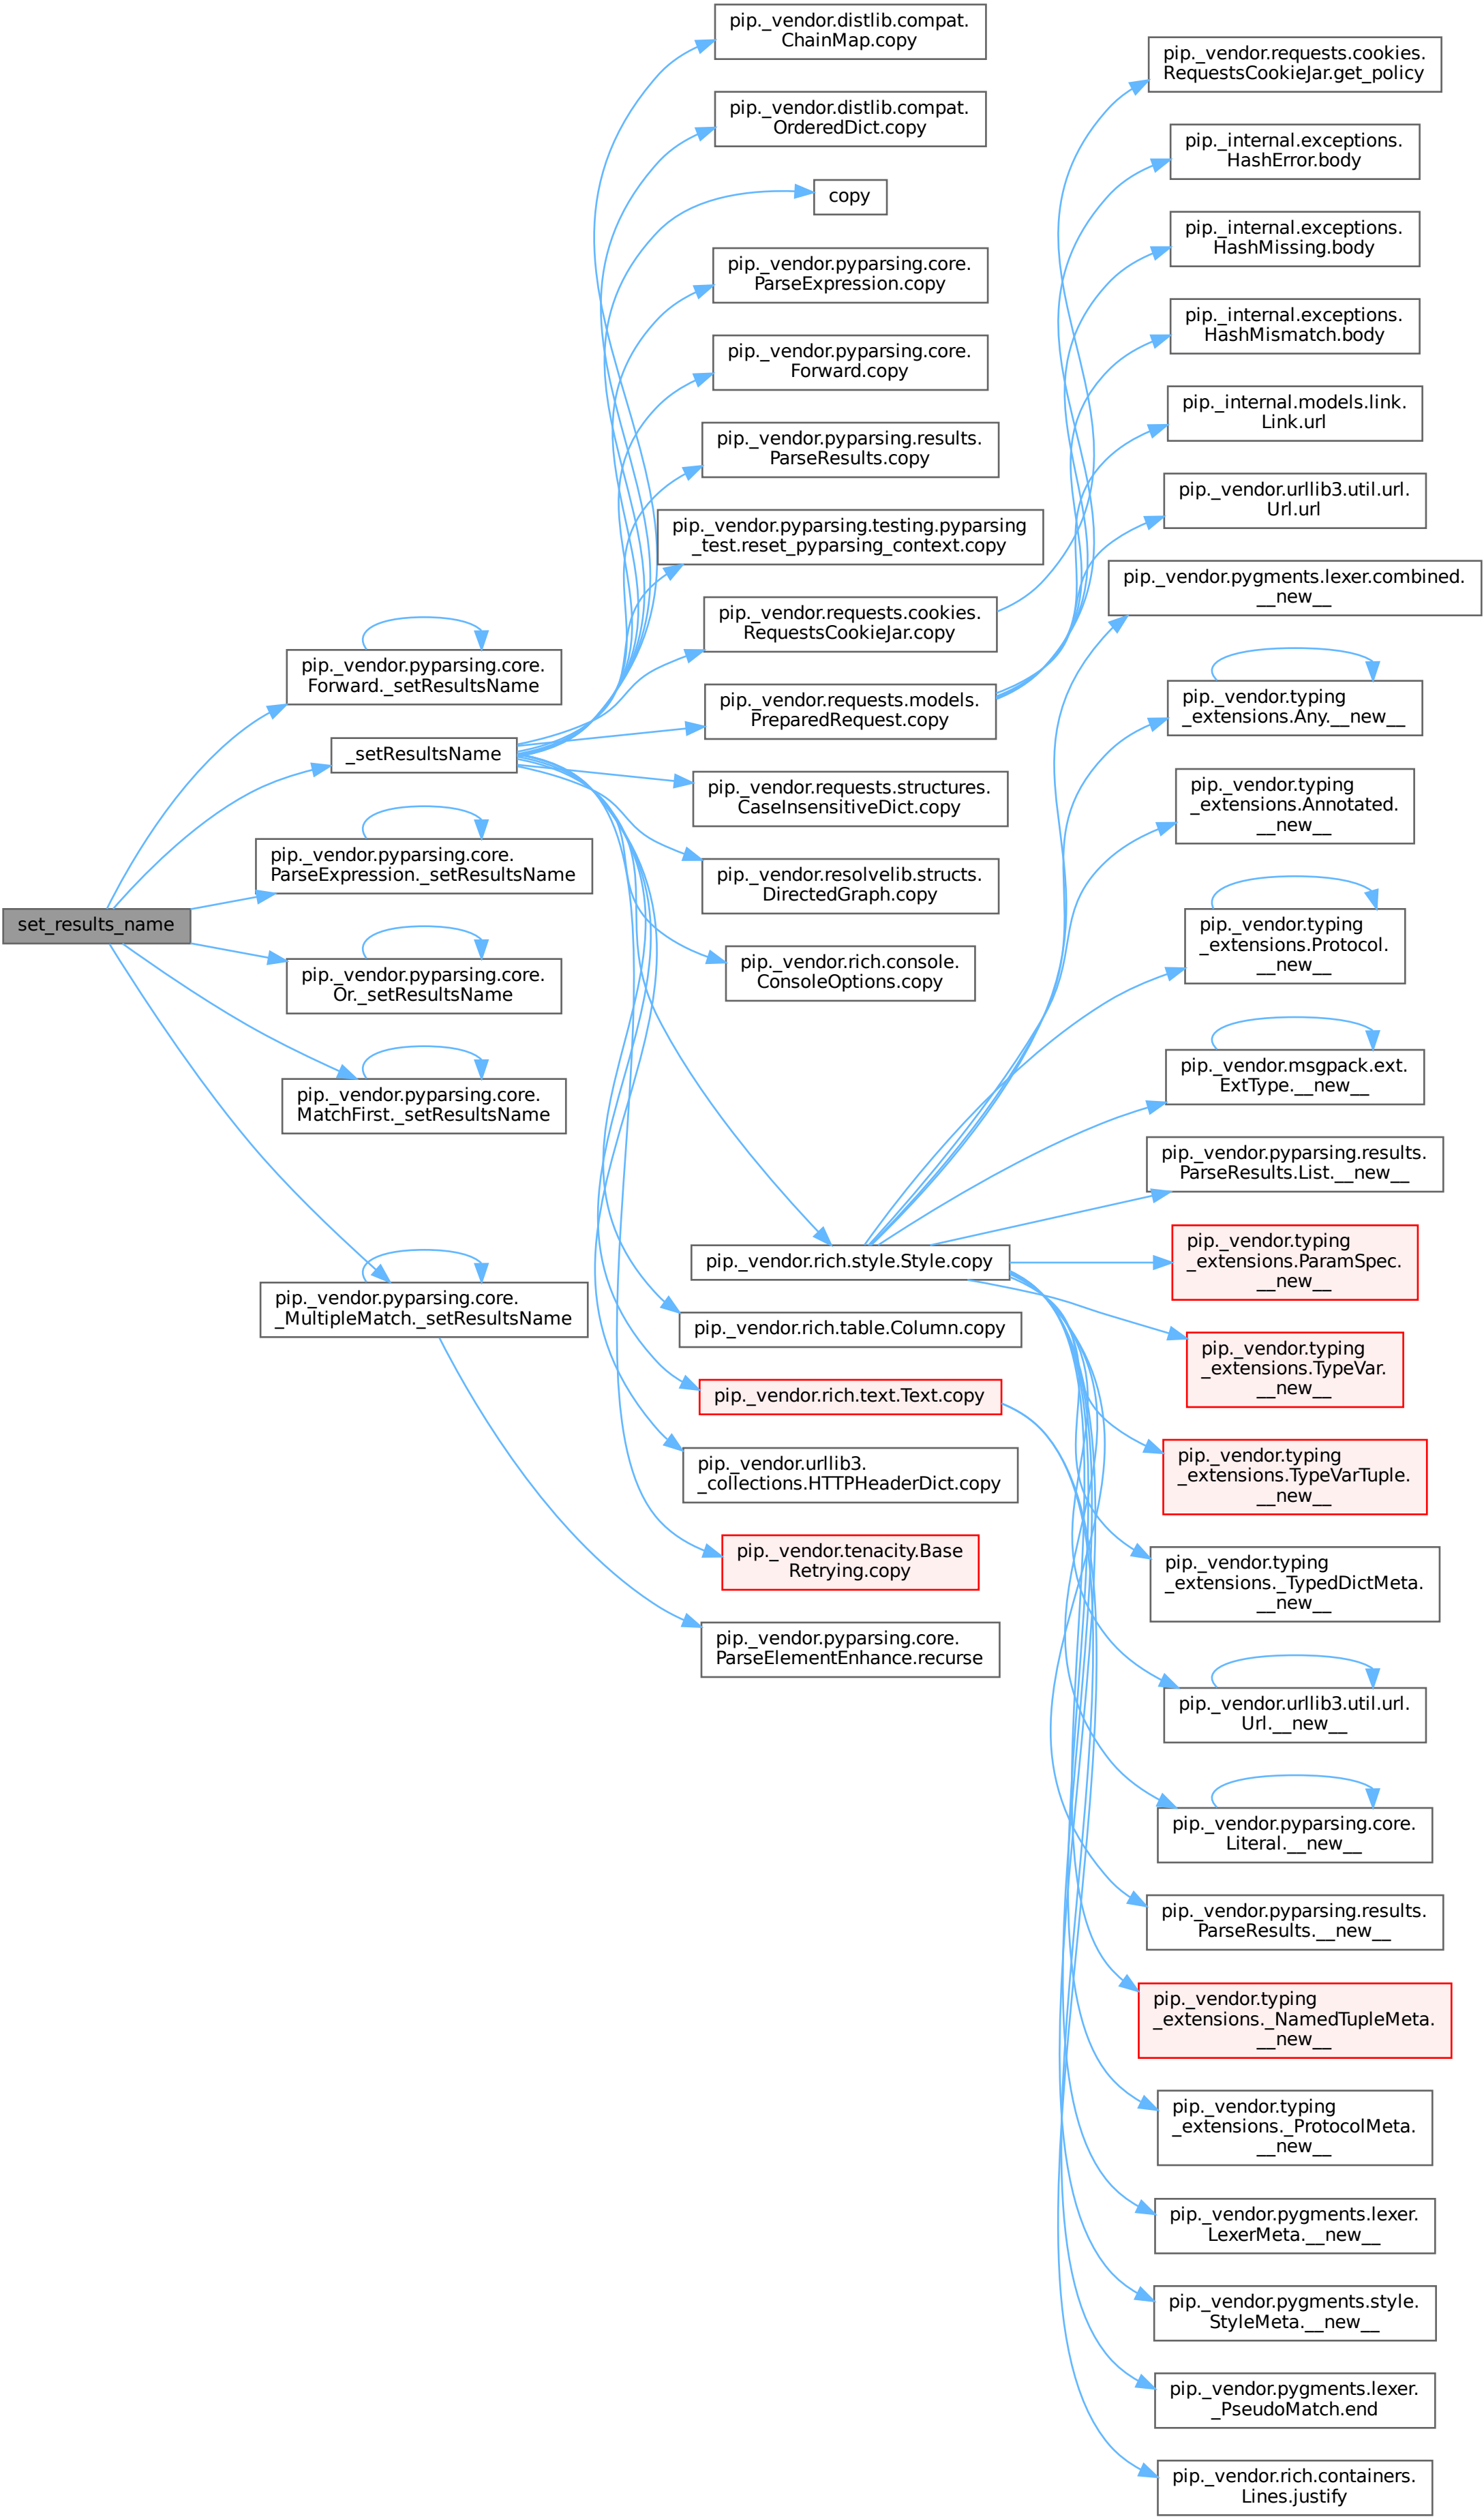 set_results_name
pip._vendor.pyparsing.core.
Forward._setResultsName
_setResultsName
pip._vendor.pyparsing.core.
ParseExpression._setResultsName
pip._vendor.pyparsing.core.
Or._setResultsName
pip._vendor.pyparsing.core.
MatchFirst._setResultsName
pip._vendor.pyparsing.core.
_MultipleMatch._setResultsName
pip._vendor.distlib.compat.
ChainMap.copy
pip._vendor.distlib.compat.
OrderedDict.copy
copy
pip._vendor.pyparsing.core.
ParseExpression.copy
pip._vendor.pyparsing.core.
Forward.copy
pip._vendor.pyparsing.results.
ParseResults.copy
pip._vendor.pyparsing.testing.pyparsing
_test.reset_pyparsing_context.copy
pip._vendor.requests.cookies.
RequestsCookieJar.copy
pip._vendor.requests.models.
PreparedRequest.copy
pip._vendor.requests.structures.
CaseInsensitiveDict.copy
pip._vendor.resolvelib.structs.
DirectedGraph.copy
pip._vendor.rich.console.
ConsoleOptions.copy
pip._vendor.rich.style.Style.copy
pip._vendor.rich.table.Column.copy
pip._vendor.rich.text.Text.copy
pip._vendor.urllib3.
_collections.HTTPHeaderDict.copy
pip._vendor.tenacity.Base
Retrying.copy
pip._vendor.pyparsing.core.
ParseElementEnhance.recurse
pip._vendor.requests.cookies.
RequestsCookieJar.get_policy
pip._internal.exceptions.
HashError.body
pip._internal.exceptions.
HashMissing.body
pip._internal.exceptions.
HashMismatch.body
pip._internal.models.link.
Link.url
pip._vendor.urllib3.util.url.
Url.url
pip._vendor.pygments.lexer.combined.
__new__
pip._vendor.typing
_extensions.Any.__new__
pip._vendor.typing
_extensions.Annotated.
__new__
pip._vendor.typing
_extensions.Protocol.
__new__
pip._vendor.msgpack.ext.
ExtType.__new__
pip._vendor.pyparsing.results.
ParseResults.List.__new__
pip._vendor.typing
_extensions.ParamSpec.
__new__
pip._vendor.typing
_extensions.TypeVar.
__new__
pip._vendor.typing
_extensions.TypeVarTuple.
__new__
pip._vendor.typing
_extensions._TypedDictMeta.
__new__
pip._vendor.urllib3.util.url.
Url.__new__
pip._vendor.pyparsing.core.
Literal.__new__
pip._vendor.pyparsing.results.
ParseResults.__new__
pip._vendor.typing
_extensions._NamedTupleMeta.
__new__
pip._vendor.typing
_extensions._ProtocolMeta.
__new__
pip._vendor.pygments.lexer.
LexerMeta.__new__
pip._vendor.pygments.style.
StyleMeta.__new__
pip._vendor.pygments.lexer.
_PseudoMatch.end
pip._vendor.rich.containers.
Lines.justify